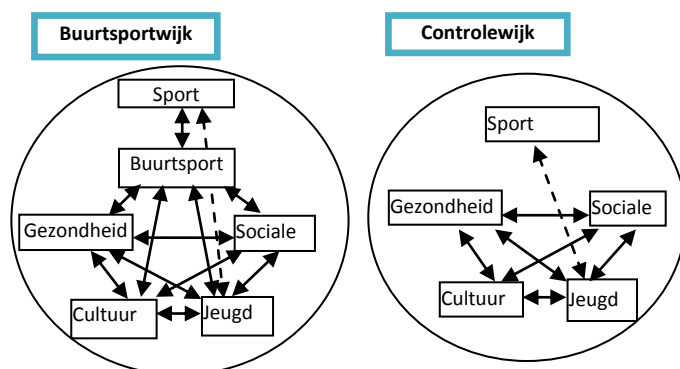 Buurtsportwijk
Sport
Buurtsport
Gezondheid
Sociale
Cultuur
Jeugd
Controlewijk
Sport
Gezondheid
Sociale
Cultuur
Jeugd